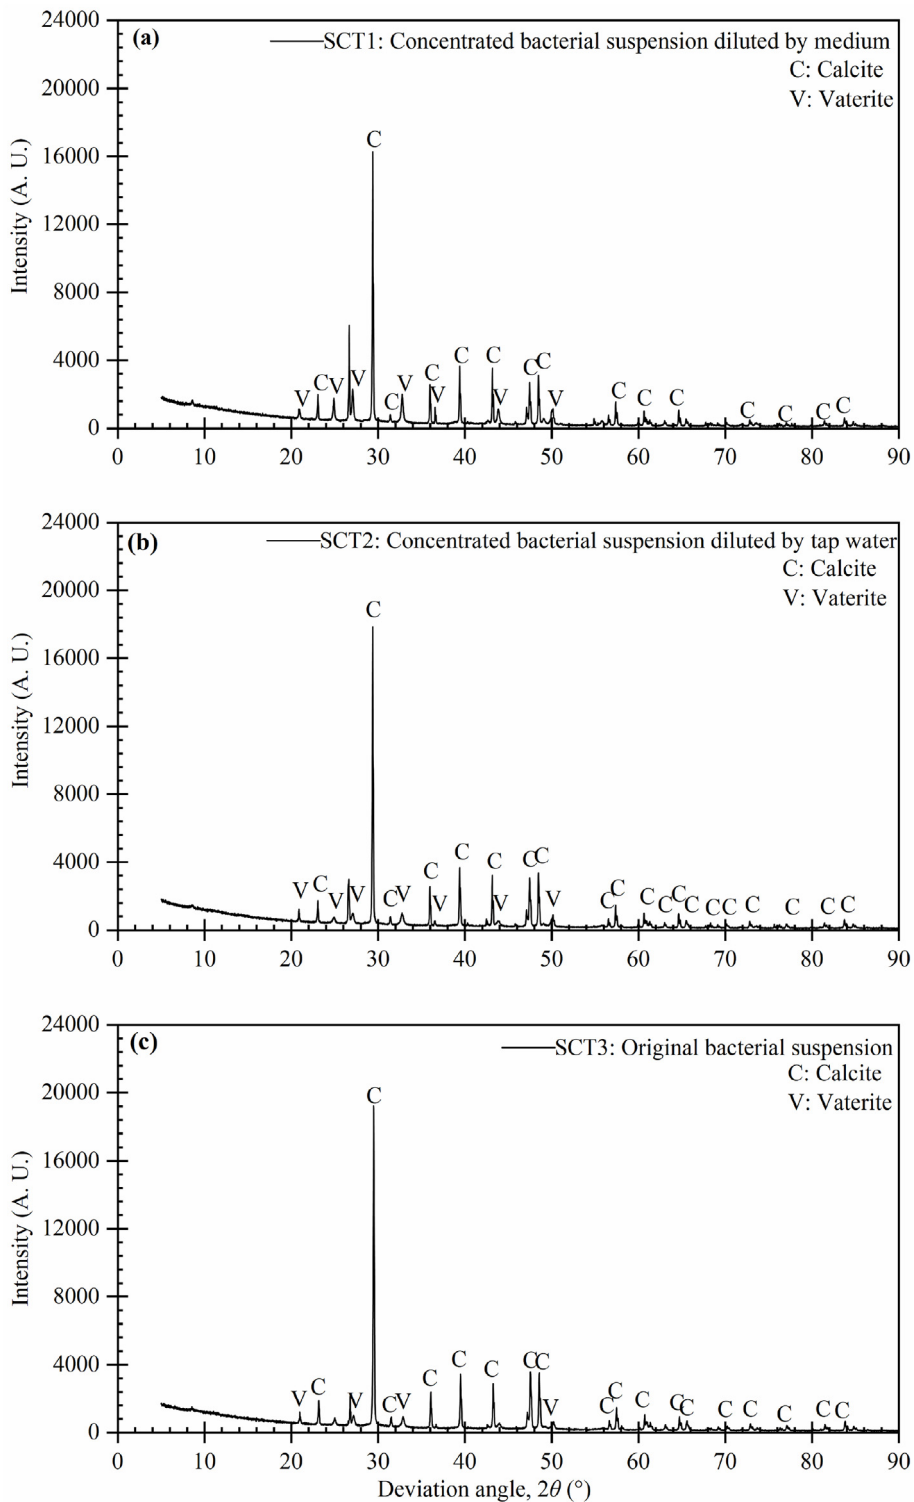 24000
(a)
SCT1: Concentrated bacterial suspension diluted by medium
C: Calcite
V: Vaterite
20000
16000
12000
8000
4000
0
Intensity (A. U.)
V C V V C C V C V C C V C C V C C C C C C C
0 10 20 30 40 50 60 70 80 90
24000
(b)
SCT2: Concentrated bacterial suspension diluted by tap water
C: Calcite
V: Vaterite
20000
16000
12000
8000
4000
0
Intensity (A. U.)
V C V V C C V C V C C V C C V C C C C C C C C C C C C
0 10 20 30 40 50 60 70 80 90
24000
(c)
SCT3: Original bacterial suspension
C: Calcite
V: Vaterite
20000
16000
12000
8000
4000
0
Intensity (A. U.)
V C V C C V C C C C C V C C C C C C C C C C
0 10 20 30 40 50 60 70 80 90
Deviation angle, 2θ (°)